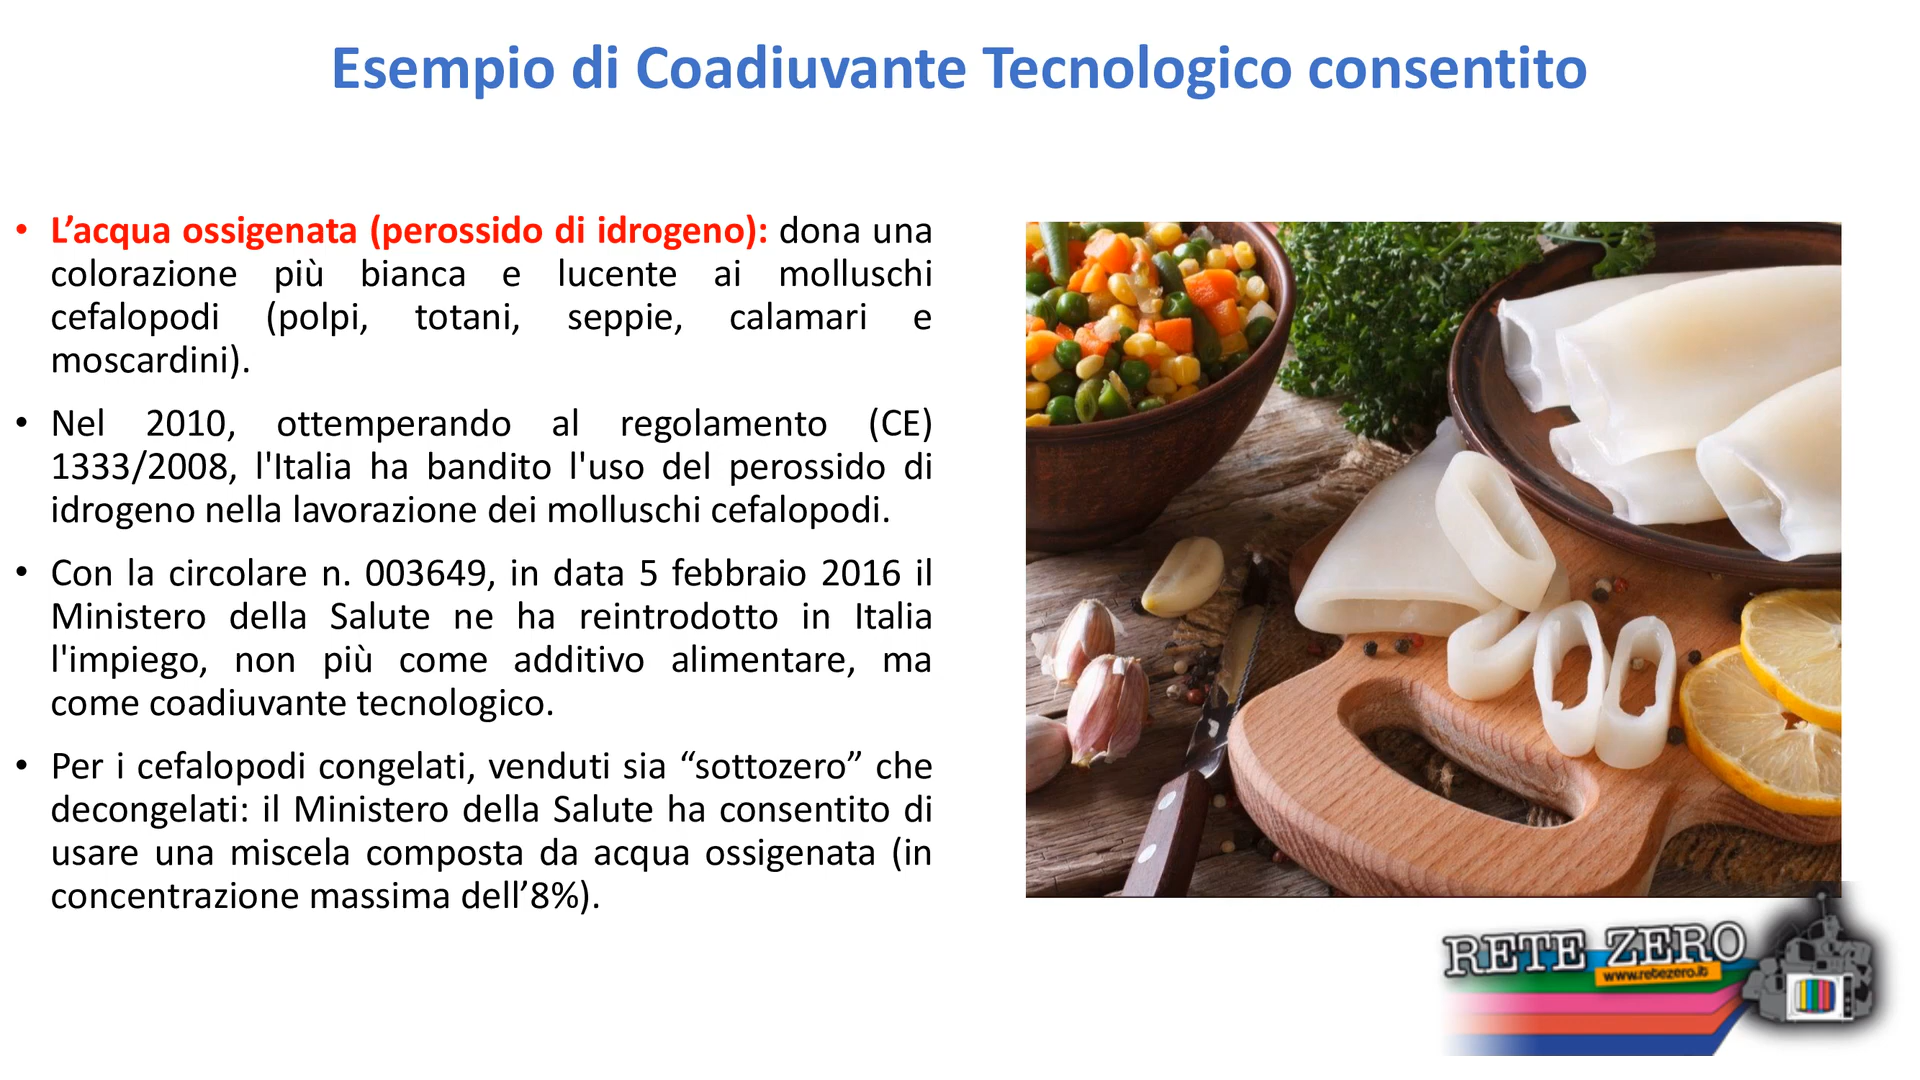 Esempio di Coadiuvante Tecnologico consentito
• L’acqua ossigenata (perossido di idrogeno): dona una
colorazione più bianca e lucente ai molluschi
cefalopodi (polpi, totani, seppie, calamari e
moscardini).
• Nel 2010, ottemperando al regolamento (CE)
1333/2008, l'Italia ha bandito l'uso del perossido di
idrogeno nella lavorazione dei molluschi cefalopodi.
• Con la circolare n. 003649, in data 5 febbraio 2016 il
Ministero della Salute ne ha reintrodotto in Italia
l'impiego, non più come additivo alimentare, ma
come coadiuvante tecnologico.
• Per i cefalopodi congelati, venduti sia “sottozero” che
decongelati: il Ministero della Salute ha consentito di
usare una miscela composta da acqua ossigenata (in
concentrazione massima dell’8%).
RETE ZERO
www.retezero.it